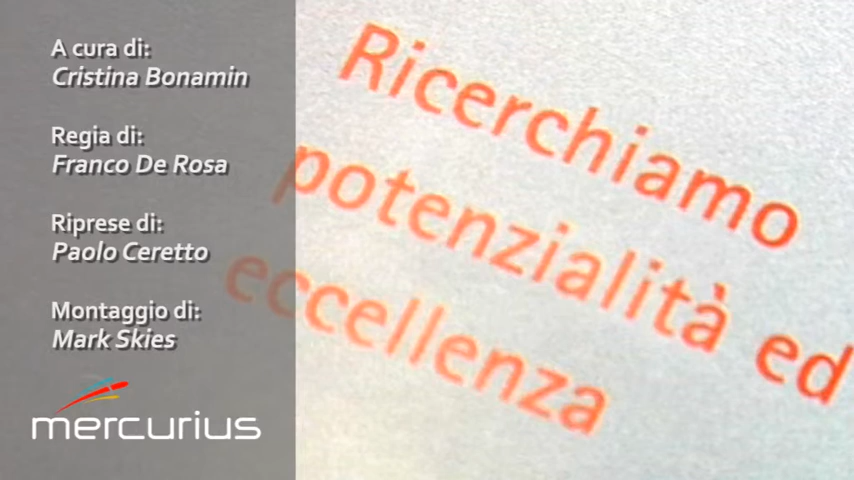 A cura di:
Cristina Bonamin
Regia di:
Franco De Rosa
Riprese di:
Paolo Ceretto
Montaggio di:
Mark Skies
mercurius
Ricerchiamo
potenzialità ed
eccellenza